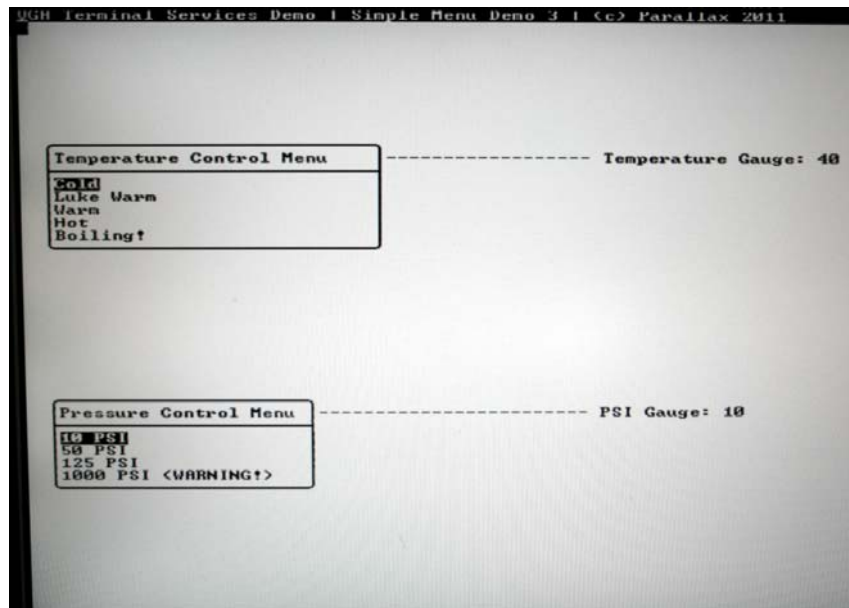 VGH Terminal Services Demo | Simple Menu Demo 3 | (c) Parallax 2011
Temperature Control Menu -------------------- Temperature Gauge: 40
Cold
Luke Warm
Warm
Hot
Boiling!
Pressure Control Menu -------------------------- PSI Gauge: 10
10 PSI
50 PSI
125 PSI
1000 PSI (WARNING!)